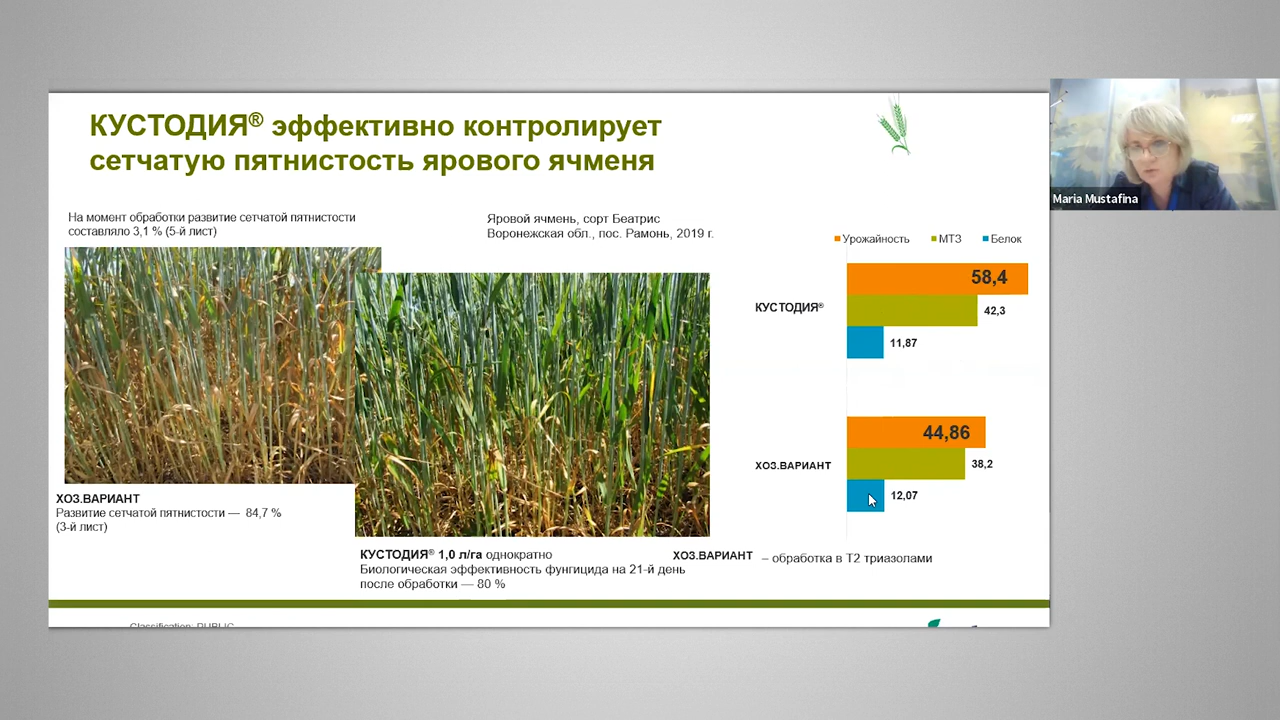 КУСТОДИЯ® эффективно контролирует
сетчатую пятнистость ярового ячменя
Maria Mustafina
На момент обработки развитие сетчатой пятнистости
составляло 3,1 % (5-й лист)
Яровой ячмень, сорт Беатрис
Воронежская обл., пос. Рамонь, 2019 г.
Урожайность МТЗ Белок
58,4
КУСТОДИЯ® 42,3
11,87
44,86
ХОЗ.ВАРИАНТ 38,2
12,07
ХОЗ.ВАРИАНТ
Развитие сетчатой пятнистости — 84,7 %
(3-й лист)
КУСТОДИЯ® 1,0 л/га однократно
Биологическая эффективность фунгицида на 21-й день
после обработки — 80 %
ХОЗ.ВАРИАНТ – обработка в Т2 триазолами
Classification: PUBLIC